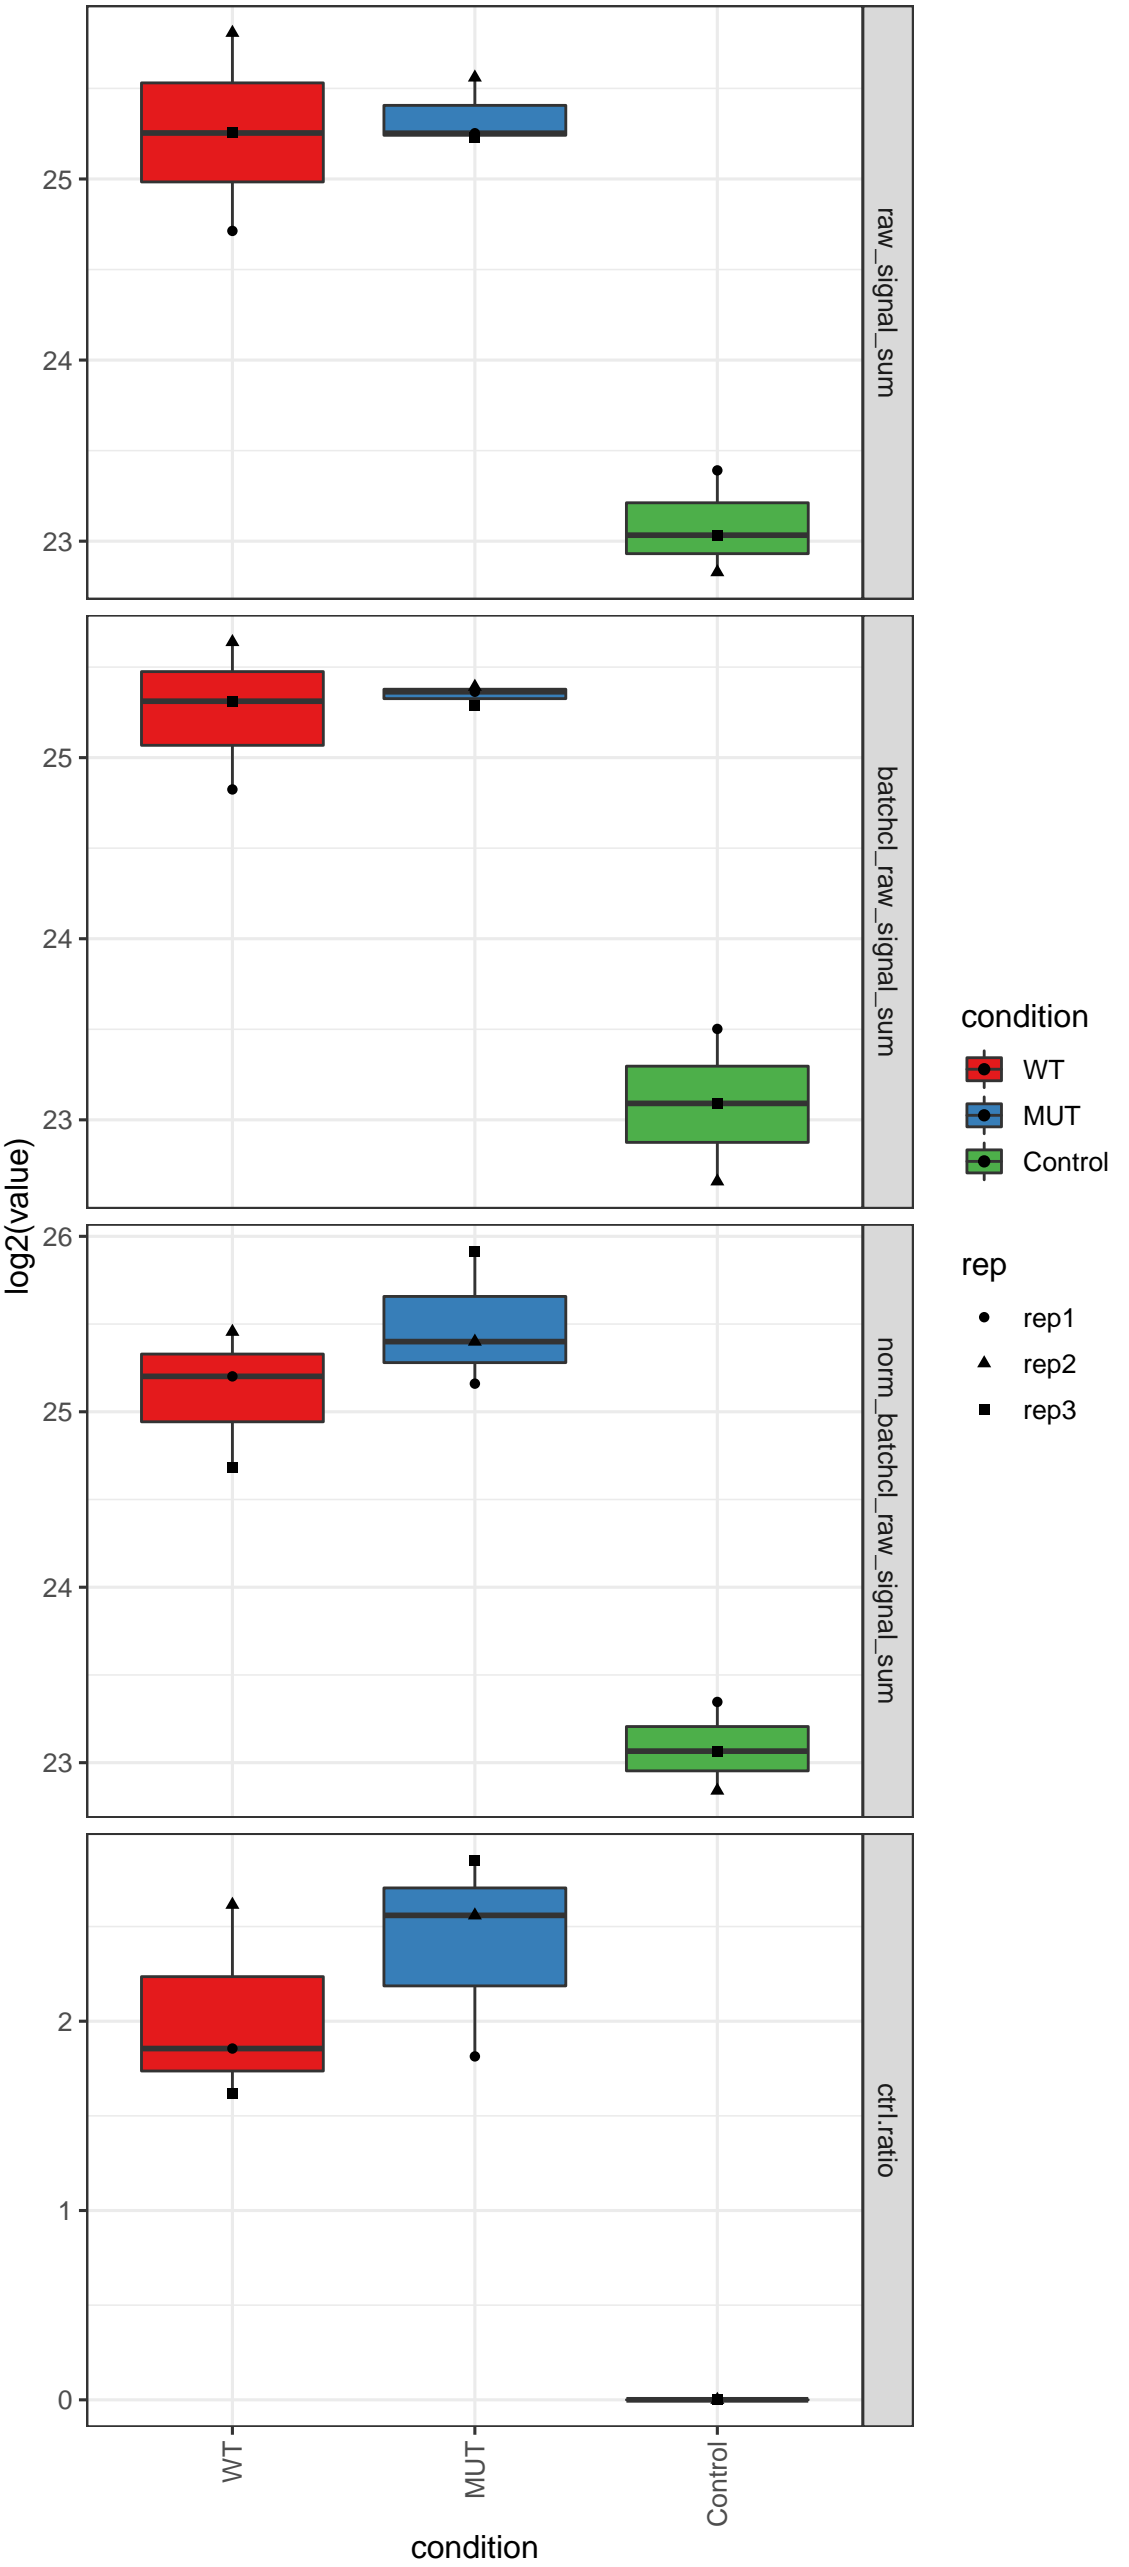 25
24
23
raw_signal_sum
25
24
23
batchcl_raw_signal_sum
26
25
24
23
norm_batchcl_raw_signal_sum
2
1
0
ctrl.ratio
log2(value)
WT
MUT
Control
condition
condition
WT
MUT
Control
rep
rep1
rep2
rep3